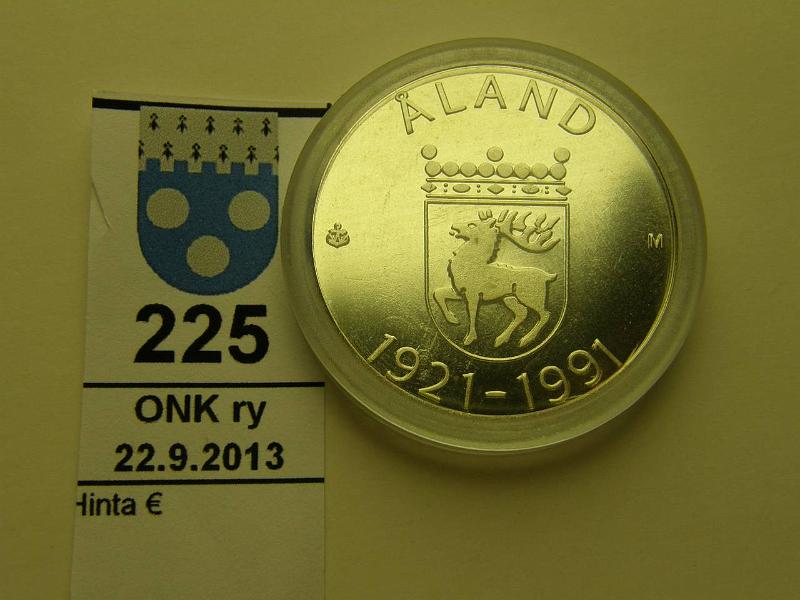 225
ONK ry
22.9.2013
Hinta €
ÅLAND
M
1921-1991